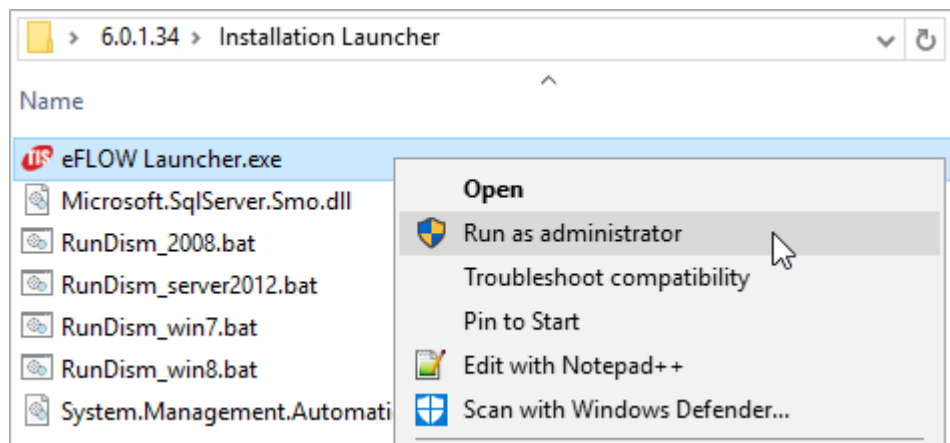 6.0.1.34 > Installation Launcher
Name
eFLOW Launcher.exe
Microsoft.SqlServer.Smo.dll
RunDism_2008.bat
RunDism_server2012.bat
RunDism_win7.bat
RunDism_win8.bat
System.Management.Automati
Open
Run as administrator
Troubleshoot compatibility
Pin to Start
Edit with Notepad++
Scan with Windows Defender...